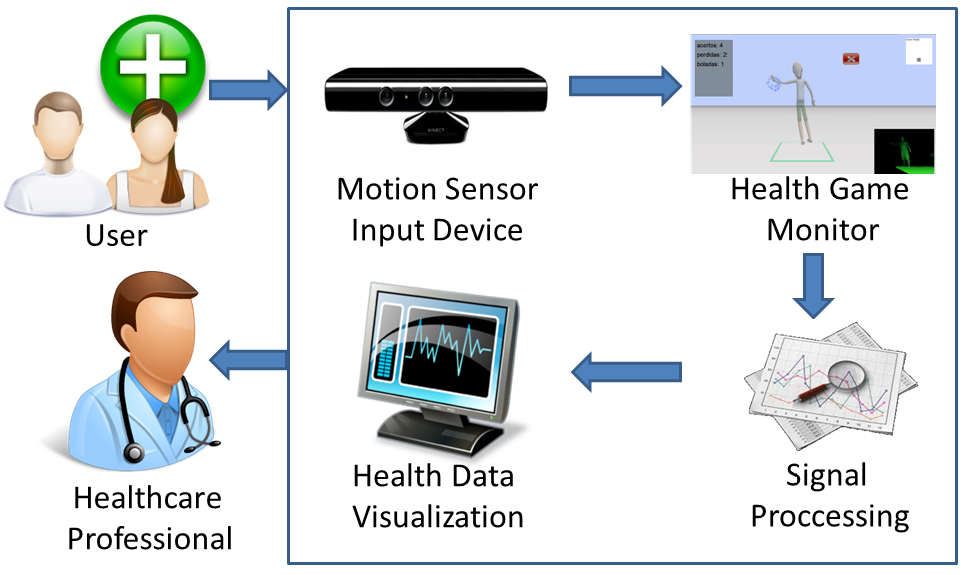 acertos: 4
perdidas: 2
boladas: 1
KINECT
User
Motion Sensor
Input Device
Health Game
Monitor
Healthcare
Professional
Health Data
Visualization
Signal
Proccessing